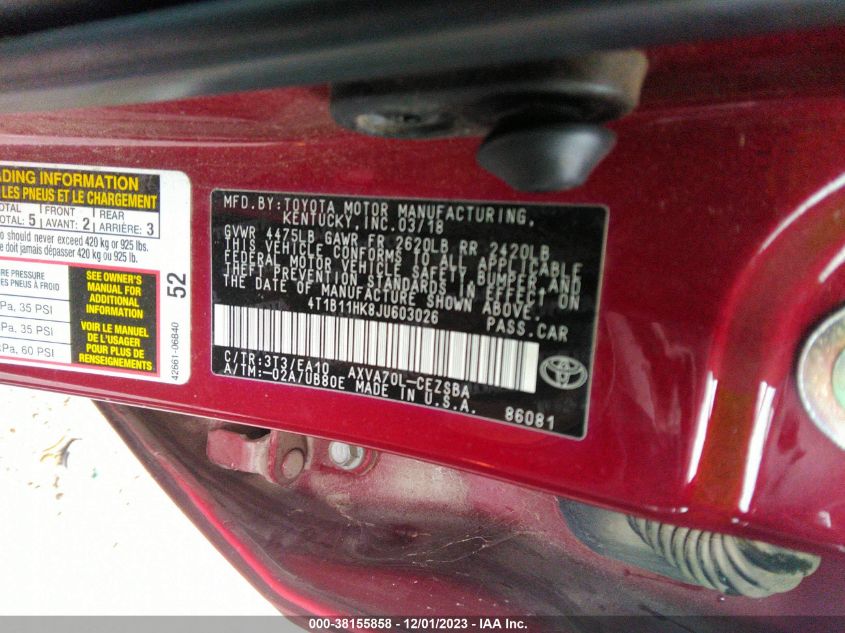 ADING INFORMATION
LES PNEUS ET LE CHARGEMENT
TOTAL
TOTAL: 5
FRONT
AVANT: 2
REAR
ARRIÈRE: 3
o should never exceed 420 kg or 925 lbs.
e doit jamais dépasser 420 kg ou 925 lb.
RE PRESSURE
ES PNEUS À FROID
Pa, 35 PSI
Pa, 35 PSI
Pa, 60 PSI
SEE OWNER'S
MANUAL FOR
ADDITIONAL
INFORMATION
VOIR LE MANUEL
DE L'USAGER
POUR PLUS DE
RENSEIGNEMENTS
52
42661-06840
MFD. BY: TOYOTA MOTOR MANUFACTURING,
KENTUCKY, INC. 03/18
GVWR 4475LB GAWR FR 2620LB RR 2420LB
THIS VEHICLE CONFORMS TO ALL APPLICABLE
FEDERAL MOTOR VEHICLE SAFETY, BUMPER, AND
THEFT PREVENTION STANDARDS IN EFFECT ON
THE DATE OF MANUFACTURE SHOWN ABOVE.
4T1B11HK8JU603026
PASS. CAR
C/TR: 3T3/EA10 AXVA70L-CEZSBA
A/TM: -02A/UB80E MADE IN U.S.A.
86081
000-38155858 - 12/01/2023 - IAA Inc.